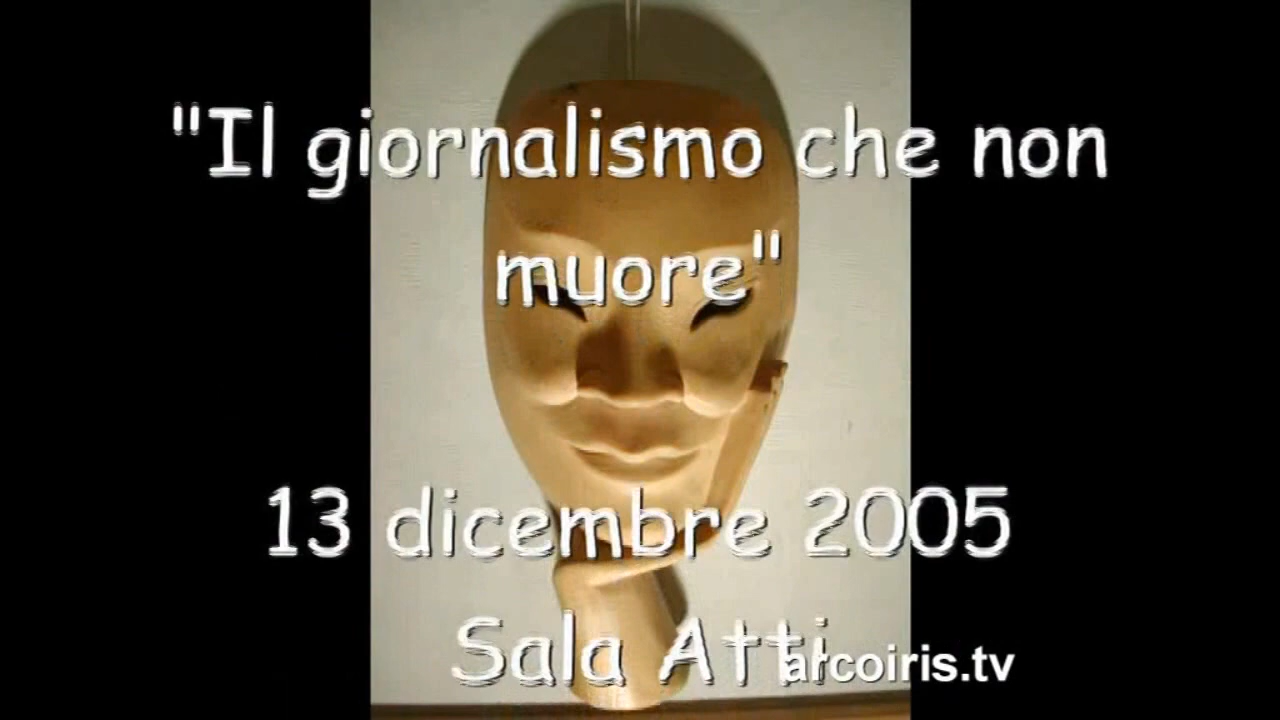 "Il giornalismo che non
muore"
13 dicembre 2005
Sala Atti
arcoiris.tv